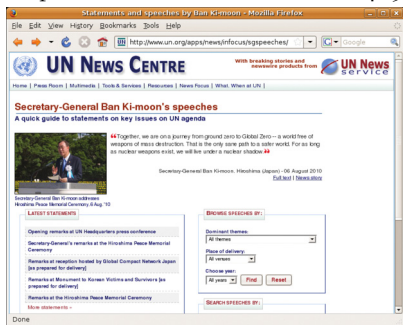 Statements and speeches by Ban Ki-moon - Mozilla Firefox
File Edit View History Bookmarks Tools Help
http://www.un.org/apps/news/infocus/sgspeeches/
Google
UN NEWS CENTRE
With breaking stories and
newswire products from
UN News
service
Home | Press Room | Multimedia | Tools & Services | Resources | News Focus | What, When at UN |
Secretary-General Ban Ki-moon's speeches
A quick guide to statements on key issues on UN agenda
Together, we are on a journey from ground zero to Global Zero -- a world free of
weapons of mass destruction. That is the only sane path to a safer world. For as long
as nuclear weapons exist, we will live under a nuclear shadow.
Secretary-General Ban Ki-moon, Hiroshima (Japan) - 06 August 2010
Full text | News story
Secretary-General Ban Ki-moon addresses
Hiroshima Peace Memorial Ceremony, 6 Aug. '10
LATEST STATEMENTS
Opening remarks at UN Headquarters press conference
Secretary-General's remarks at the Hiroshima Peace Memorial
Ceremony
Remarks at reception hosted by Global Compact Network Japan
[as prepared for delivery]
Remarks at Monument to Korean Victims and Survivors [as
prepared for delivery]
Remarks at the Hiroshima Peace Memorial Ceremony
More statements
BROWSE SPEECHES BY:
Dominant themes:
All themes
Place of delivery:
All venues
Choose year:
All years Find Reset
SEARCH SPEECHES BY:
Done